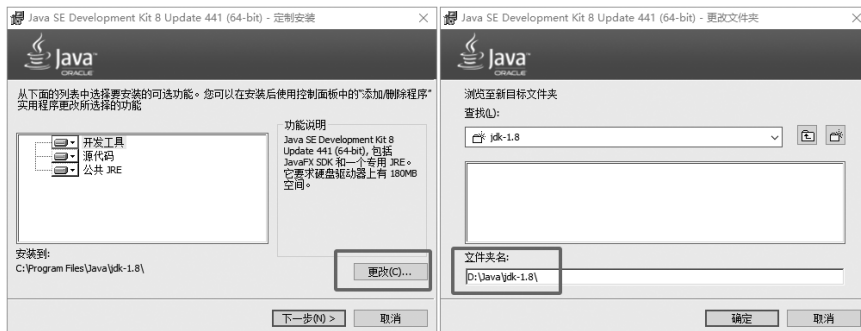 Java SE Development Kit 8 Update 441 (64-bit) - 定制安装
Java
ORACLE
从下面的列表中选择要安装的可选功能。您可以在安装后使用控制面板中的"添加/删除程序"
实用程序更改所选择的功能
开发工具
源代码
公共 JRE
功能说明
Java SE Development Kit 8
Update 441 (64-bit), 包括
JavaFX SDK 和一个专用 JRE。
它要求硬盘驱动器上有 180MB
空间。
安装到:
C:\Program Files\Java\jdk-1.8\
更改(C)...
下一步(N) >
取消
Java SE Development Kit 8 Update 441 (64-bit) - 更改文件夹
Java
ORACLE
浏览至新目标文件夹
查找(L):
jdk-1.8
文件夹名:
D:\Java\jdk-1.8\
确定
取消